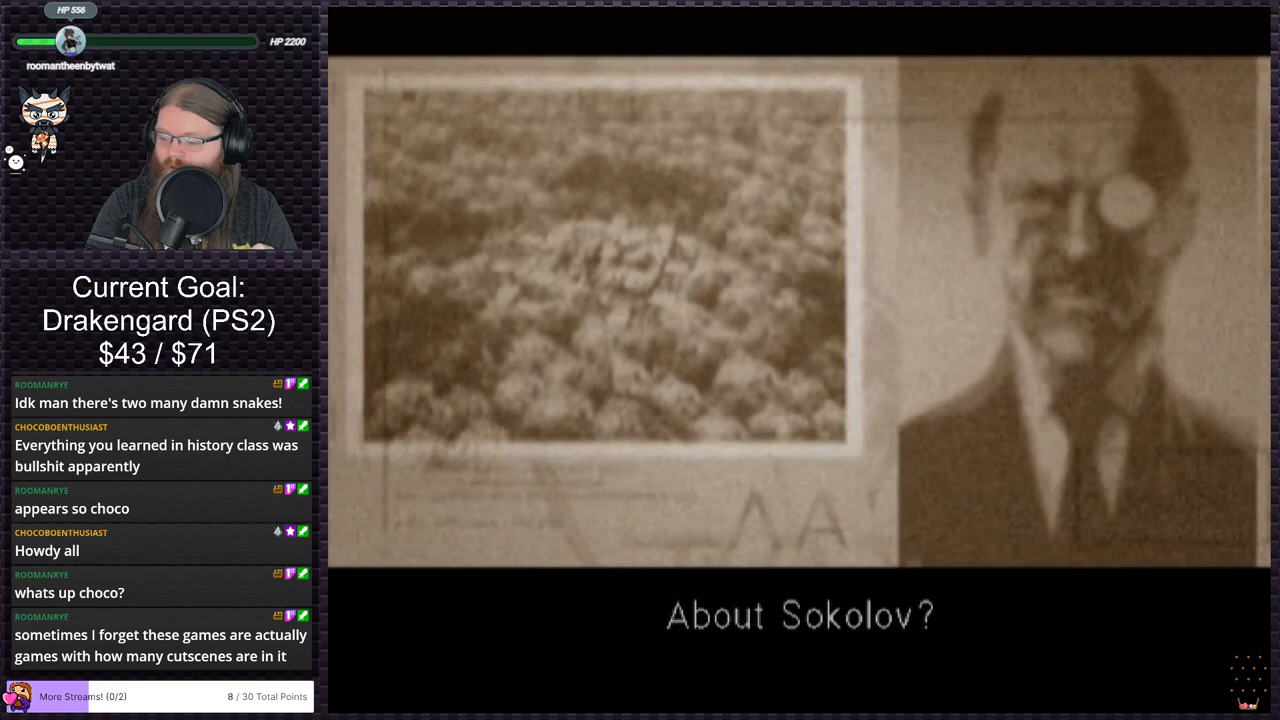 HP 556
HP 2200
roomantheenbytwat
Current Goal:
Drakengard (PS2)
$43 / $71
ROOMANRYE
Idk man there's two many damn snakes!
CHOCOBOENTHUSIAST
Everything you learned in history class was
bullshit apparently
ROOMANRYE
appears so choco
CHOCOBOENTHUSIAST
Howdy all
ROOMANRYE
whats up choco?
ROOMANRYE
sometimes I forget these games are actually
games with how many cutscenes are in it
More Streams! (0/2)
8 / 30 Total Points
About Sokolov?